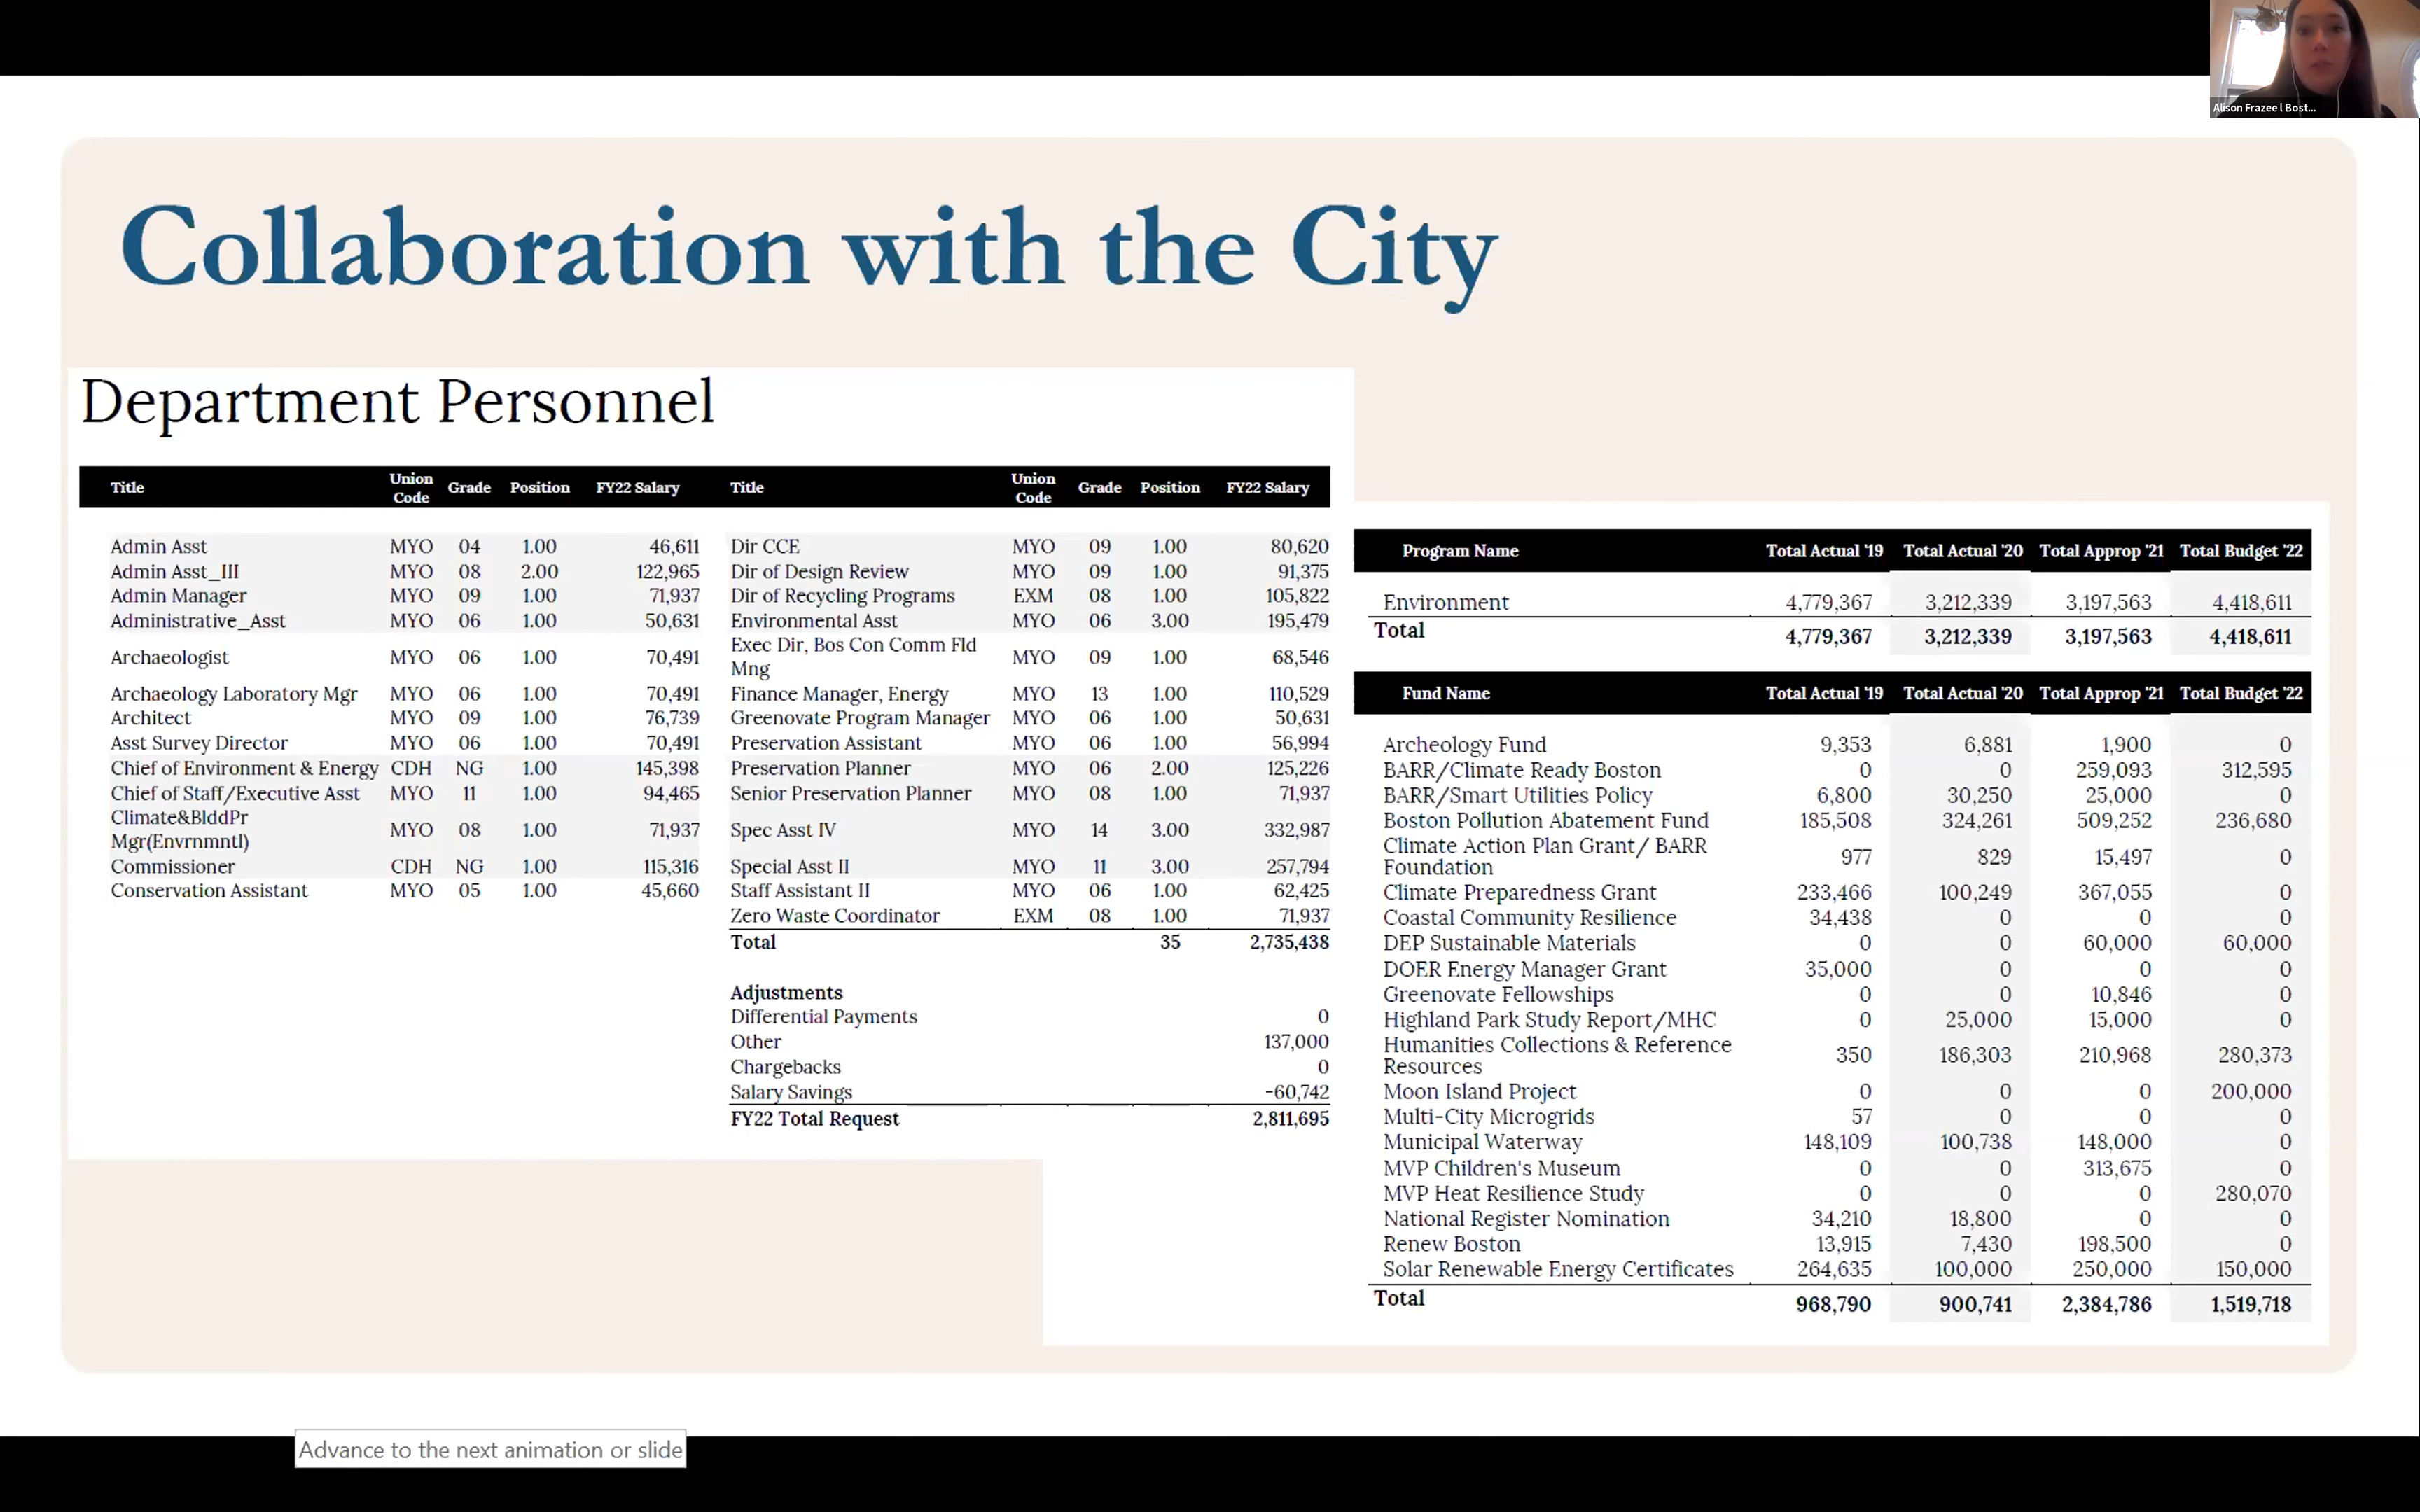 Alison Frazee l Bost...
Collaboration with the City
Department Personnel
Title Union Code Grade Position FY22 Salary Title Union Code Grade Position FY22 Salary
Admin Asst MYO 04 1.00 46,611 Dir CCE MYO 09 1.00 80,620
Admin Asst_III MYO 08 2.00 122,965 Dir of Design Review MYO 09 1.00 91,375
Admin Manager MYO 09 1.00 71,937 Dir of Recycling Programs EXM 08 1.00 105,822
Administrative_Asst MYO 06 1.00 50,631 Environmental Asst MYO 06 3.00 195,479
Archaeologist MYO 06 1.00 70,491 Exec Dir, Bos Con Comm Fld Mng MYO 09 1.00 68,546
Archaeology Laboratory Mgr MYO 06 1.00 70,491 Finance Manager, Energy MYO 13 1.00 110,529
Architect MYO 09 1.00 76,739 Greenovate Program Manager MYO 06 1.00 50,631
Asst Survey Director MYO 06 1.00 70,491 Preservation Assistant MYO 06 1.00 56,994
Chief of Environment & Energy CDH NG 1.00 145,398 Preservation Planner MYO 06 2.00 125,226
Chief of Staff/Executive Asst MYO 11 1.00 94,465 Senior Preservation Planner MYO 08 1.00 71,937
Climate&BlddPr Mgr(Envrnmntl) MYO 08 1.00 71,937 Spec Asst IV MYO 14 3.00 332,987
Commissioner CDH NG 1.00 115,316 Special Asst II MYO 11 3.00 257,794
Conservation Assistant MYO 05 1.00 45,660 Staff Assistant II MYO 06 1.00 62,425
Zero Waste Coordinator EXM 08 1.00 71,937
Total 35 2,735,438
Adjustments
Differential Payments 0
Other 137,000
Chargebacks 0
Salary Savings -60,742
FY22 Total Request 2,811,695
Program Name Total Actual '19 Total Actual '20 Total Approp '21 Total Budget '22
Environment 4,779,367 3,212,339 3,197,563 4,418,611
Total 4,779,367 3,212,339 3,197,563 4,418,611
Fund Name Total Actual '19 Total Actual '20 Total Approp '21 Total Budget '22
Archeology Fund 9,353 6,881 1,900 0
BARR/Climate Ready Boston 0 0 259,093 312,595
BARR/Smart Utilities Policy 6,800 30,250 25,000 0
Boston Pollution Abatement Fund 185,508 324,261 509,252 236,680
Climate Action Plan Grant/ BARR Foundation 977 829 15,497 0
Climate Preparedness Grant 233,466 100,249 367,055 0
Coastal Community Resilience 34,438 0 0 0
DEP Sustainable Materials 0 0 60,000 60,000
DOER Energy Manager Grant 35,000 0 0 0
Greenovate Fellowships 0 0 10,846 0
Highland Park Study Report/MHC 0 25,000 15,000 0
Humanities Collections & Reference Resources 350 186,303 210,968 280,373
Moon Island Project 0 0 0 200,000
Multi-City Microgrids 57 0 0 0
Municipal Waterway 148,109 100,738 148,000 0
MVP Children's Museum 0 0 313,675 0
MVP Heat Resilience Study 0 0 0 280,070
National Register Nomination 34,210 18,800 0 0
Renew Boston 13,915 7,430 198,500 0
Solar Renewable Energy Certificates 264,635 100,000 250,000 150,000
Total 968,790 900,741 2,384,786 1,519,718
Advance to the next animation or slide